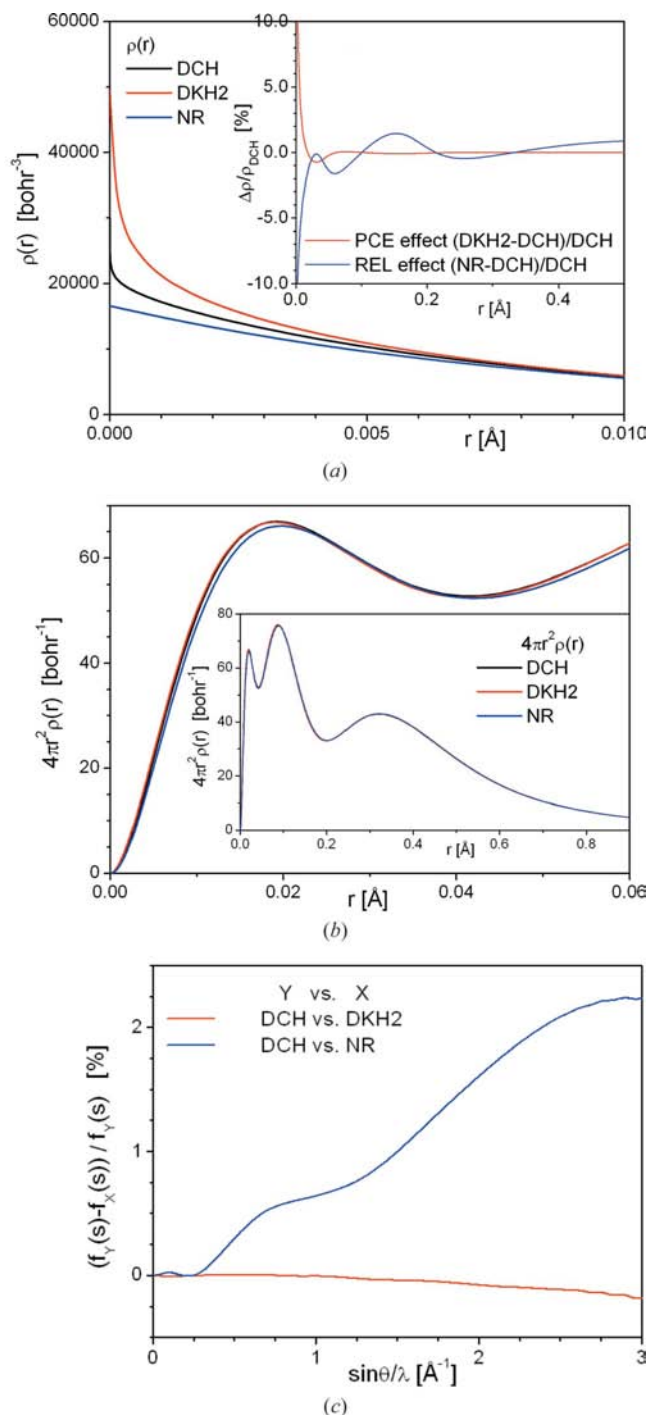 60000
40000
20000
0
ρ(r) [bohr⁻³]
ρ(r)
DCH
DKH2
NR
10.0
5.0
0.0
-5.0
-10.0
Δρ/ρDCH [%]
PCE effect (DKH2-DCH)/DCH
REL effect (NR-DCH)/DCH
0.0 0.2 0.4
r [Å]
0.000 0.005 0.010
r [Å]
(a)
60
40
20
0
4πr²ρ(r) [bohr⁻¹]
80
60
40
20
0
4πr²ρ(r) [bohr⁻¹]
4πr²ρ(r)
DCH
DKH2
NR
0.0 0.2 0.4 0.6 0.8
r [Å]
0.00 0.02 0.04 0.06
r [Å]
(b)
2
1
0
(fY(s)-fX(s)) / fY(s) [%]
Y vs. X
DCH vs. DKH2
DCH vs. NR
0 1 2 3
sinθ/λ [Å⁻¹]
(c)